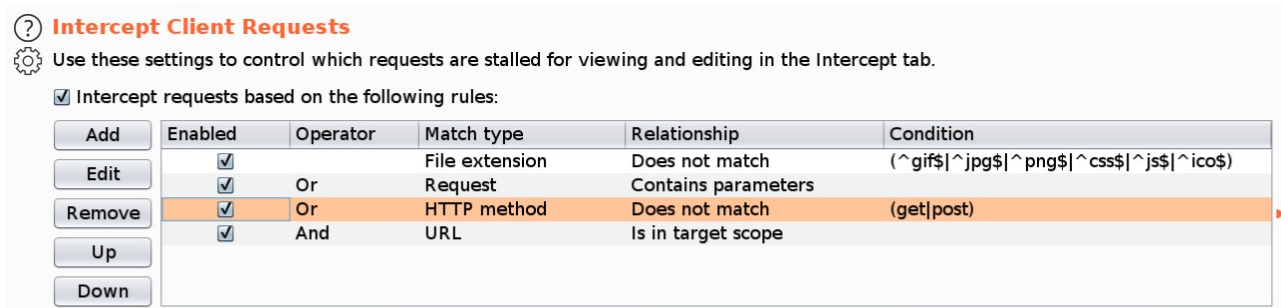 Intercept Client Requests
Use these settings to control which requests are stalled for viewing and editing in the Intercept tab.
Intercept requests based on the following rules:
Add Enabled Operator Match type Relationship Condition
File extension Does not match (^gif$|^jpg$|^png$|^css$|^js$|^ico$)
Edit
Or Request Contains parameters
Remove Or HTTP method Does not match (get|post)
And URL Is in target scope
Up
Down